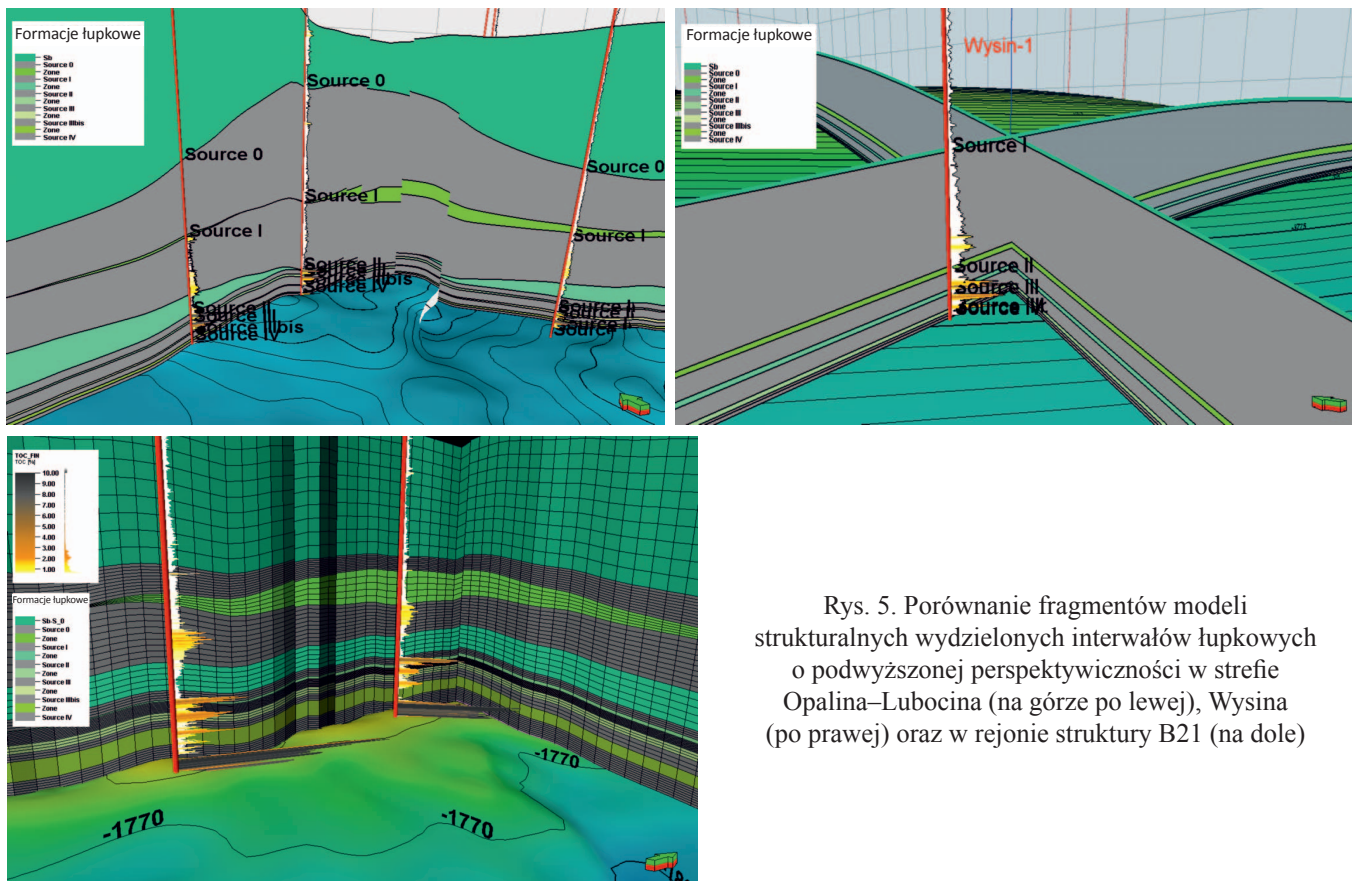 Formacje łupkowe
Sb
Source 0
Zone
Source I
Zone
Source II
Zone
Source III
Zone
Source IIIbis
Zone
Source IV
Source 0
Source 0
Source 0
Source I
Source I
Source I
Source II
Source III
Source IV
Source II
Source III
Source IV
Formacje łupkowe
Sb
Source 0
Zone
Source I
Zone
Source II
Zone
Source III
Zone
Source IIIbis
Zone
Source IV
Wysin-1
Source I
Source II
Source III
TOC_FIN
10.00
9.00
8.00
7.00
6.00
5.00
4.00
3.00
2.00
1.00
Formacje łupkowe
Sb-S_0
Source 0
Zone
Source I
Zone
Source II
Zone
Source III
Zone
Source IIIbis
Zone
Source IV
-1770
-1770
-1770
Rys. 5. Porównanie fragmentów modeli
strukturalnych wydzielonych interwałów łupkowych
o podwyższonej perspektywiczności w strefie
Opalina–Lubocina (na górze po lewej), Wysina
(po prawej) oraz w rejonie struktury B21 (na dole)